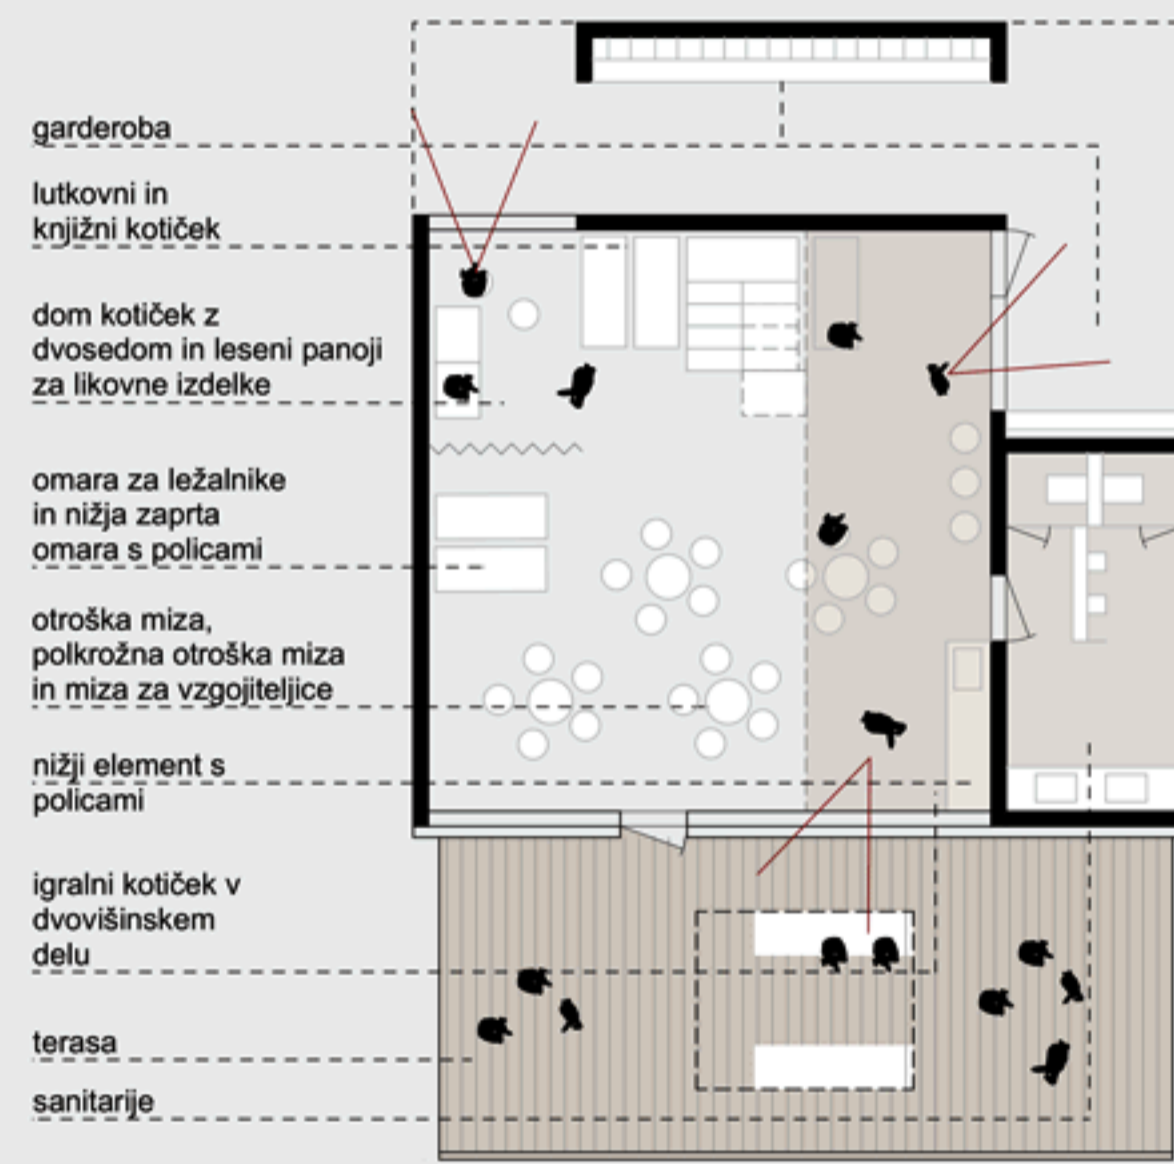 garderoba
lutkovni in
knjižni kotiček
dom kotiček z
dvosedom in leseni panoji
za likovne izdelke
omara za ležalnike
in nižja zaprta
omara s policami
otroška miza,
polkrožna otroška miza
in miza za vzgojiteljice
nižji element s
policami
igralni kotiček v
dvovišinskem
delu
terasa
sanitarije